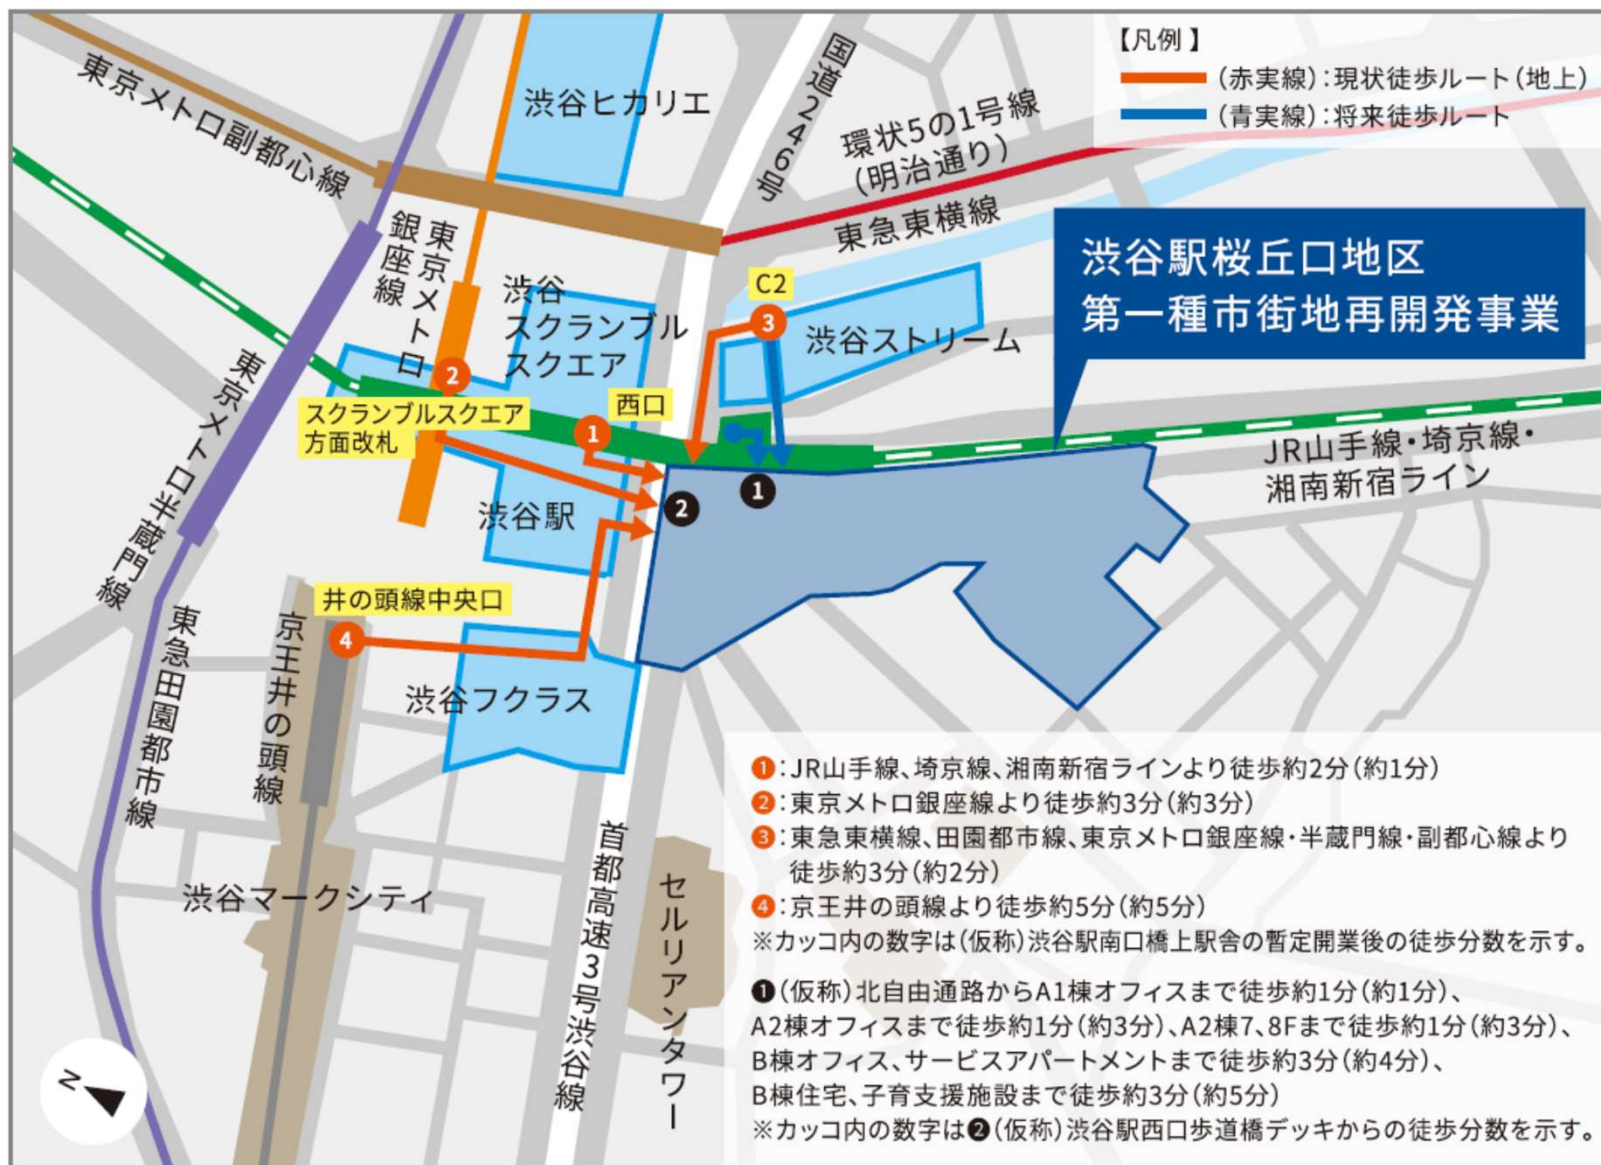 【凡例】
(赤実線):現状徒歩ルート(地上)
(青実線):将来徒歩ルート
東京メトロ副都心線
渋谷ヒカリエ
国道246号
環状5の1号線
(明治通り)
東急東横線
東京メトロ
銀座線
渋谷
スクランブル
スクエア
C2
3
渋谷ストリーム
渋谷駅桜丘口地区
第一種市街地再開発事業
2
スクランブルスクエア
方面改札
西口
1
東京メトロ半蔵門線
渋谷駅
2
1
JR山手線・埼京線・
湘南新宿ライン
井の頭線中央口
4
東急田園都市線
京王井の頭線
渋谷フクラス
渋谷マークシティ
首都高速3号渋谷線
セルリアンタワー
N
❶:JR山手線、埼京線、湘南新宿ラインより徒歩約2分(約1分)
❷:東京メトロ銀座線より徒歩約3分(約3分)
❸:東急東横線、田園都市線、東京メトロ銀座線・半蔵門線・副都心線より
徒歩約3分(約2分)
❹:京王井の頭線より徒歩約5分(約5分)
※カッコ内の数字は(仮称)渋谷駅南口橋上駅舎の暫定開業後の徒歩分数を示す。
❶(仮称)北自由通路からA1棟オフィスまで徒歩約1分(約1分)、
A2棟オフィスまで徒歩約1分(約3分)、A2棟7、8Fまで徒歩約1分(約3分)、
B棟オフィス、サービスアパートメントまで徒歩約3分(約4分)、
B棟住宅、子育支援施設まで徒歩約3分(約5分)
※カッコ内の数字は❷(仮称)渋谷駅西口歩道橋デッキからの徒歩分数を示す。